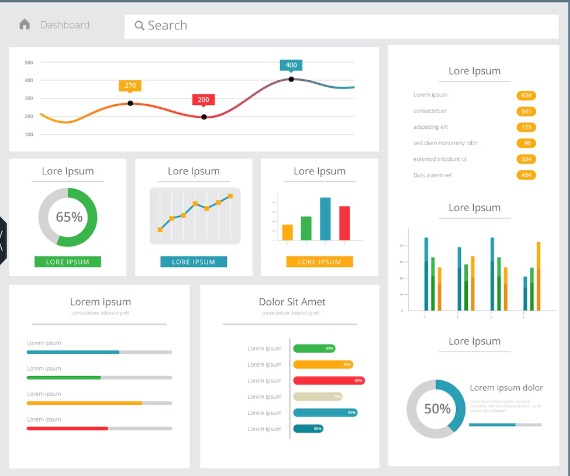 Dashboard
Search
500
400
300
200
100
270
200
400
Lore Ipsum
65%
LORE IPSUM
Lore Ipsum
LORE IPSUM
Lore Ipsum
LORE IPSUM
Lorem ipsum
consectetuer adipiscing elit
Lorem ipsum
Lorem ipsum
Lorem ipsum
Lorem ipsum
Dolor Sit Amet
consectetuer adipiscing elit
Lorem ipsum
Lorem ipsum
Lorem ipsum
Lorem ipsum
Lorem ipsum
Lorem ipsum
Lore Ipsum
Lorem ipsum 634
consectetuer 541
adipiscing elit 123
sed diam nonummy nibh
euismod tincidunt ut 334
Duis autem vel 434
Lore Ipsum
Lore Ipsum
50%
Lorem ipsum dolor